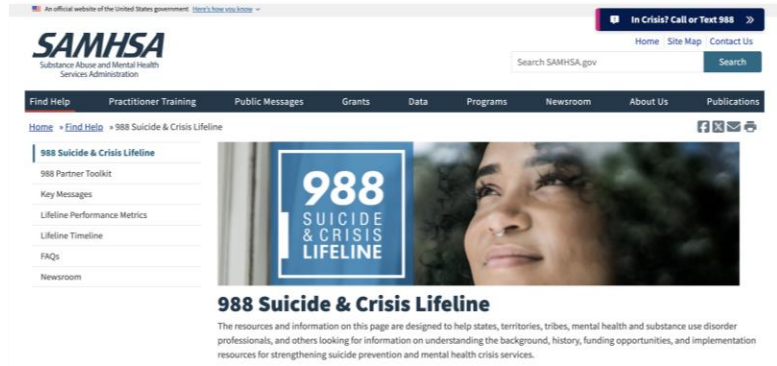 An official website of the United States government Here's how you know
In Crisis? Call or Text 988
SAMHSA
Substance Abuse and Mental Health
Services Administration
Home Site Map Contact Us
Search SAMHSA.gov
Search
Find Help Practitioner Training Public Messages Grants Data Programs Newsroom About Us Publications
Home » Find Help » 988 Suicide & Crisis Lifeline
988 Suicide & Crisis Lifeline
988 Partner Toolkit
Key Messages
Lifeline Performance Metrics
Lifeline Timeline
FAQs
Newsroom
988
SUICIDE
& CRISIS
LIFELINE
988 Suicide & Crisis Lifeline
The resources and information on this page are designed to help states, territories, tribes, mental health and substance use disorder
professionals, and others looking for information on understanding the background, history, funding opportunities, and implementation
resources for strengthening suicide prevention and mental health crisis services.